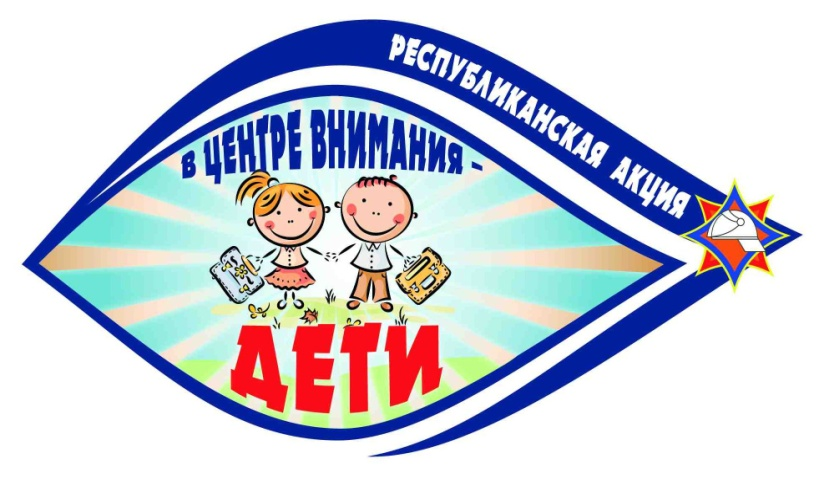 РЕСПУБЛИКАНСКАЯ АКЦИЯ
В ЦЕНТРЕ ВНИМАНИЯ –
ДЕТИ